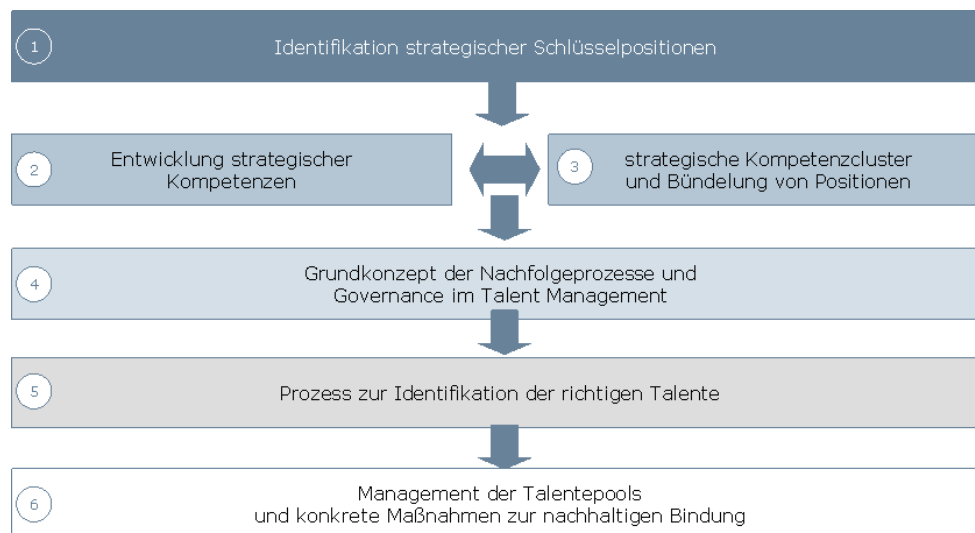 1
Identifikation strategischer Schlüsselpositionen
2
Entwicklung strategischer
Kompetenzen
3
strategische Kompetenzcluster
und Bündelung von Positionen
4
Grundkonzept der Nachfolgeprozesse und
Governance im Talent Management
5
Prozess zur Identifikation der richtigen Talente
6
Management der Talentepools
und konkrete Maßnahmen zur nachhaltigen Bindung